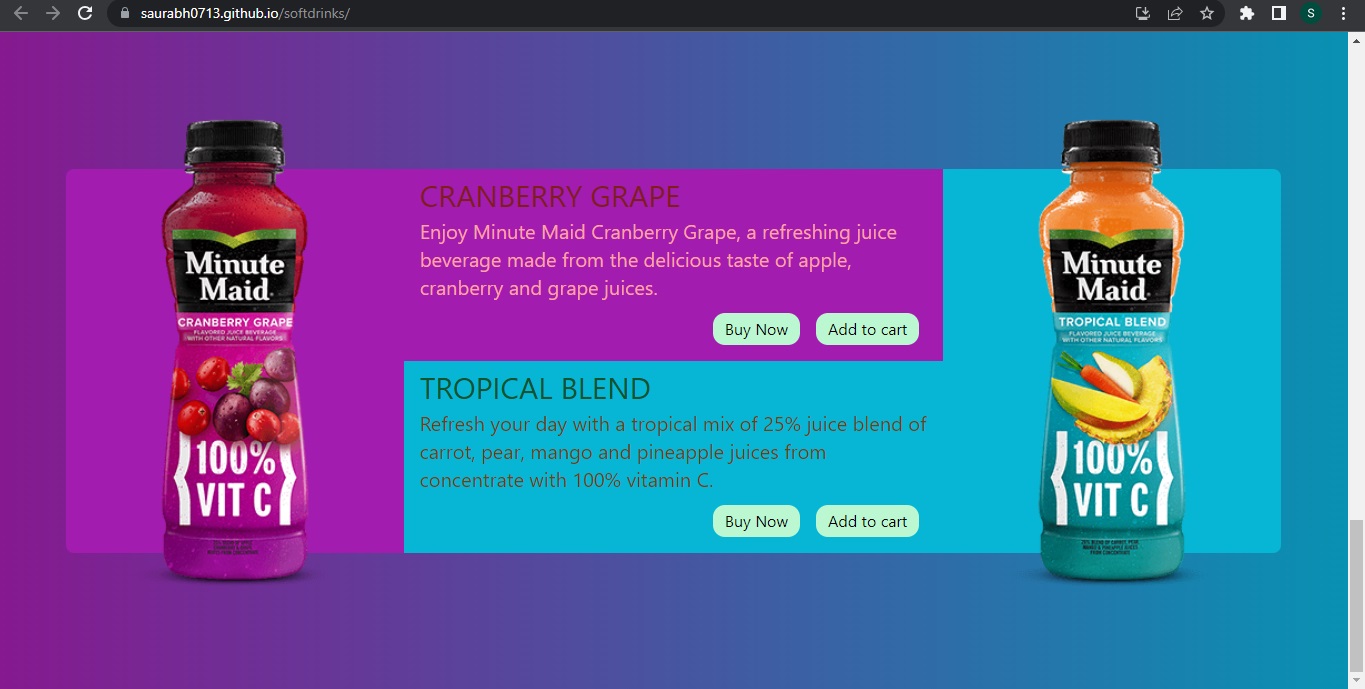 saurabh0713.github.io/softdrinks/
S
Minute
Maid
CRANBERRY GRAPE
FLAVORED JUICE BEVERAGE
WITH OTHER NATURAL FLAVORS
100%
VIT C
CRANBERRY GRAPE
Enjoy Minute Maid Cranberry Grape, a refreshing juice
beverage made from the delicious taste of apple,
cranberry and grape juices.
Buy Now
Add to cart
TROPICAL BLEND
Refresh your day with a tropical mix of 25% juice blend of
carrot, pear, mango and pineapple juices from
concentrate with 100% vitamin C.
Buy Now
Add to cart
Minute
Maid
TROPICAL BLEND
FLAVORED JUICE BEVERAGE
WITH OTHER NATURAL FLAVORS
100%
VIT C